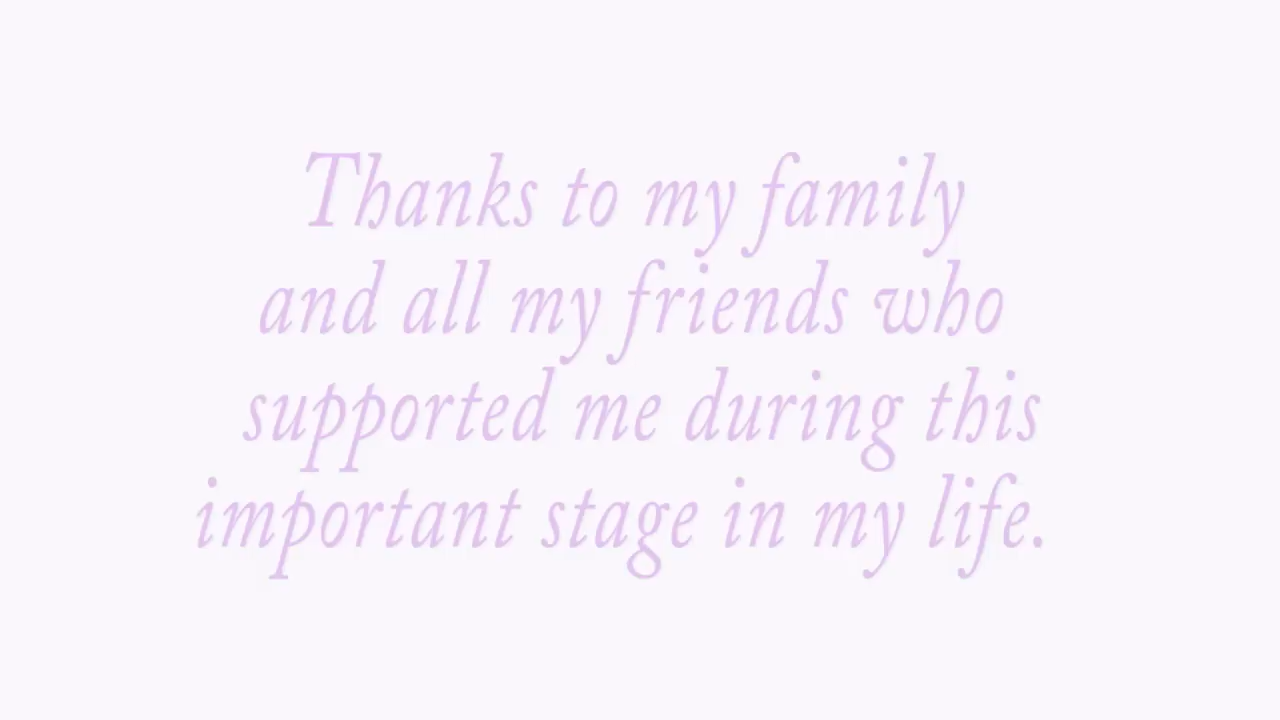 Thanks to my family
and all my friends who
supported me during this
important stage in my life.